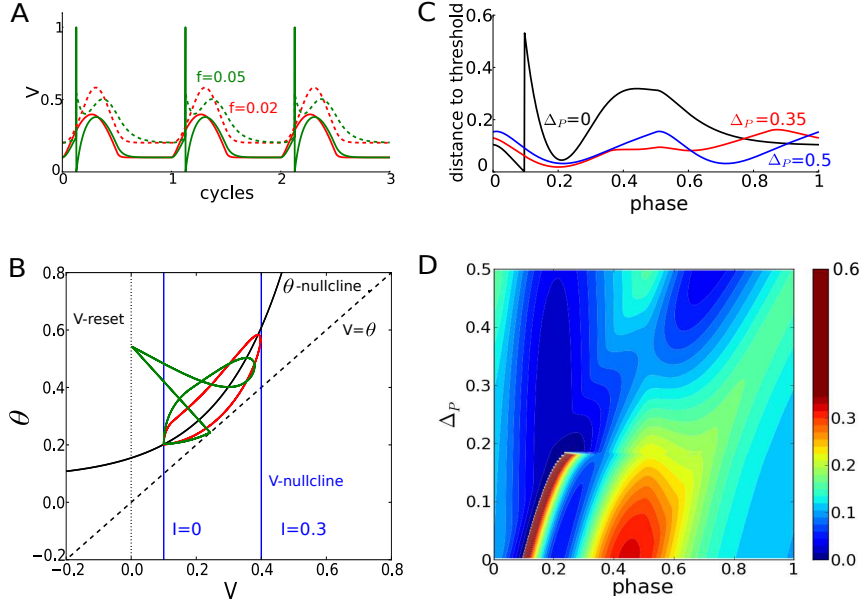 A
V
1
0.5
0
f=0.05
f=0.02
0
1
2
3
cycles
C
distance to threshold
0.6
0.4
0.2
0
Δ_P=0
Δ_P=0.35
Δ_P=0.5
0
0.2
0.4
0.6
0.8
1
phase
B
θ
0.8
0.6
0.4
0.2
0.0
−0.2
θ-nullcline
V-reset
V=θ
V-nullcline
I=0
I=0.3
−0.2
0.0
0.2
0.4
0.6
0.8
V
D
Δ_P
0.5
0.4
0.3
0.2
0.1
0
0
0.2
0.4
0.6
0.8
1
phase
0.6
0.3
0.2
0.1
0.0